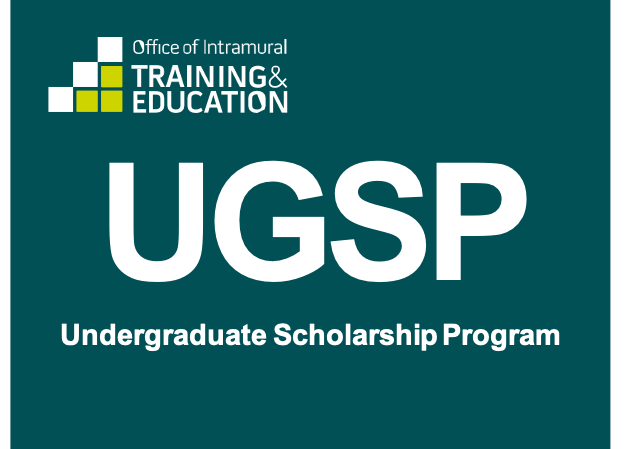 Office of Intramural
TRAINING&
EDUCATION
UGSP
Undergraduate Scholarship Program